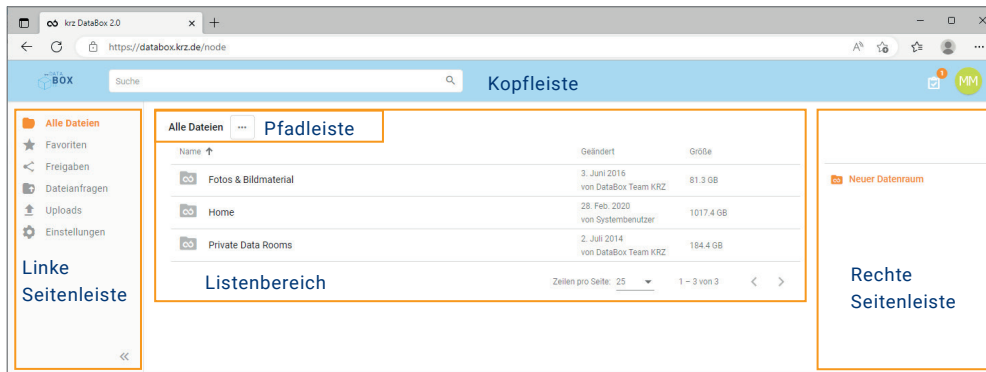 krz DataBox 2.0
https://databox.krz.de/node
DATA
BOX
Suche
Kopfleiste
1
MM
Alle Dateien
Favoriten
Freigaben
Dateianfragen
Uploads
Einstellungen
Linke
Seitenleiste
Alle Dateien
Pfadleiste
Name
Geändert
Größe
Fotos & Bildmaterial
3. Juni 2016
von DataBox Team KRZ
81.3 GB
Home
28. Feb. 2020
von Systembenutzer
1017.4 GB
Private Data Rooms
2. Juli 2014
von DataBox Team KRZ
184.4 GB
Listenbereich
Zeilen pro Seite: 25
1 – 3 von 3
Neuer Datenraum
Rechte
Seitenleiste